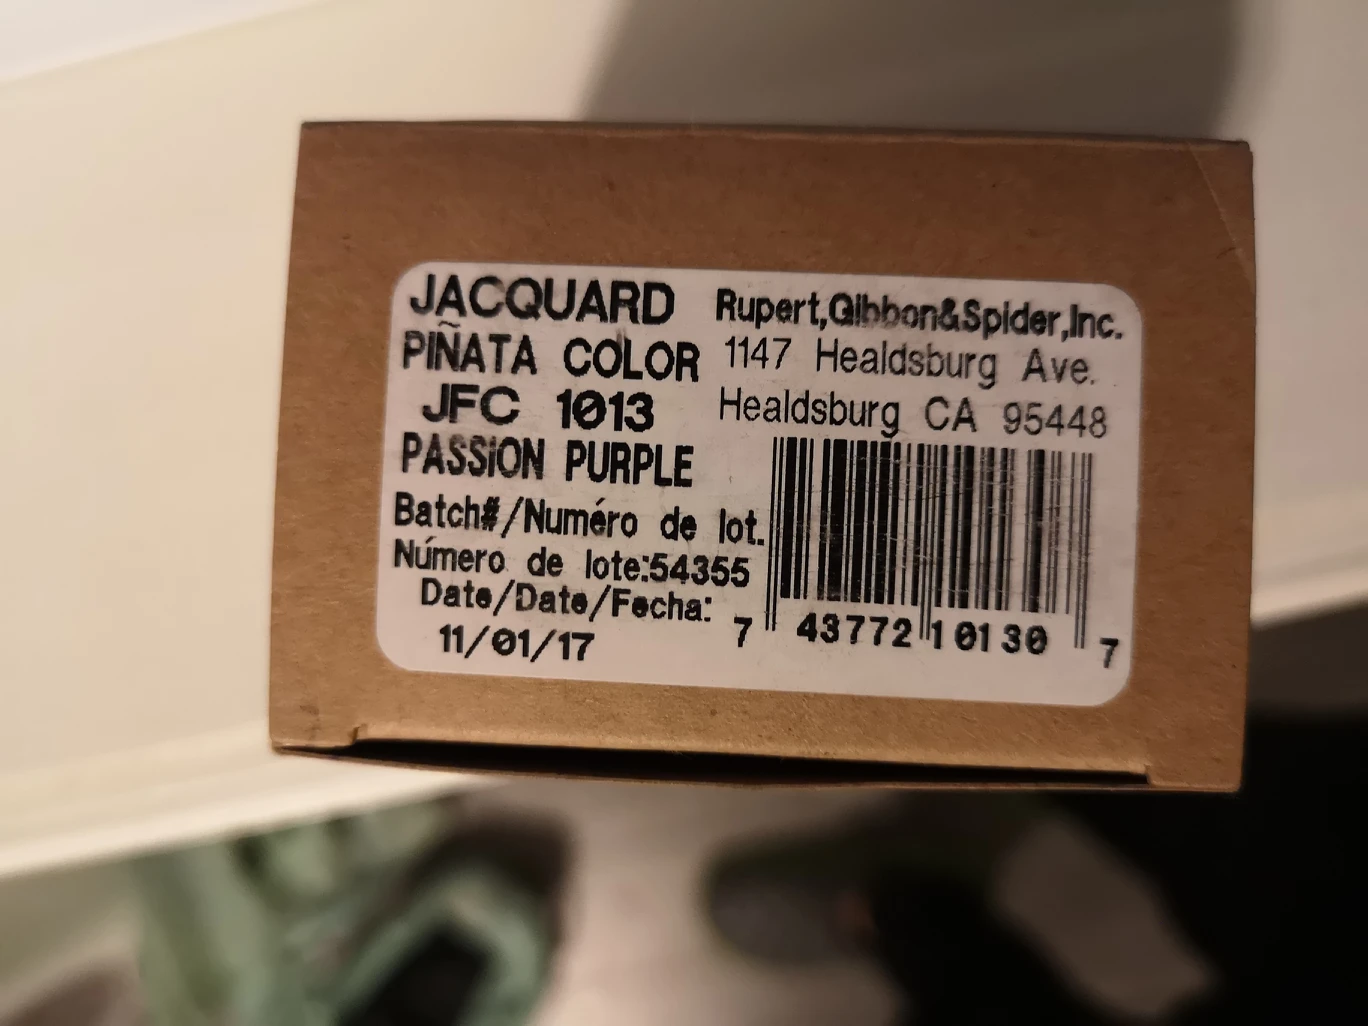 JACQUARD
PIÑATA COLOR
JFC 1013
PASSION PURPLE
Batch#/Numéro de lot.
Número de lote:54355
Date/Date/Fecha:
11/01/17
Rupert,Gibbon&Spider,Inc.
1147 Healdsburg Ave.
Healdsburg CA 95448
7 43772 10130 7